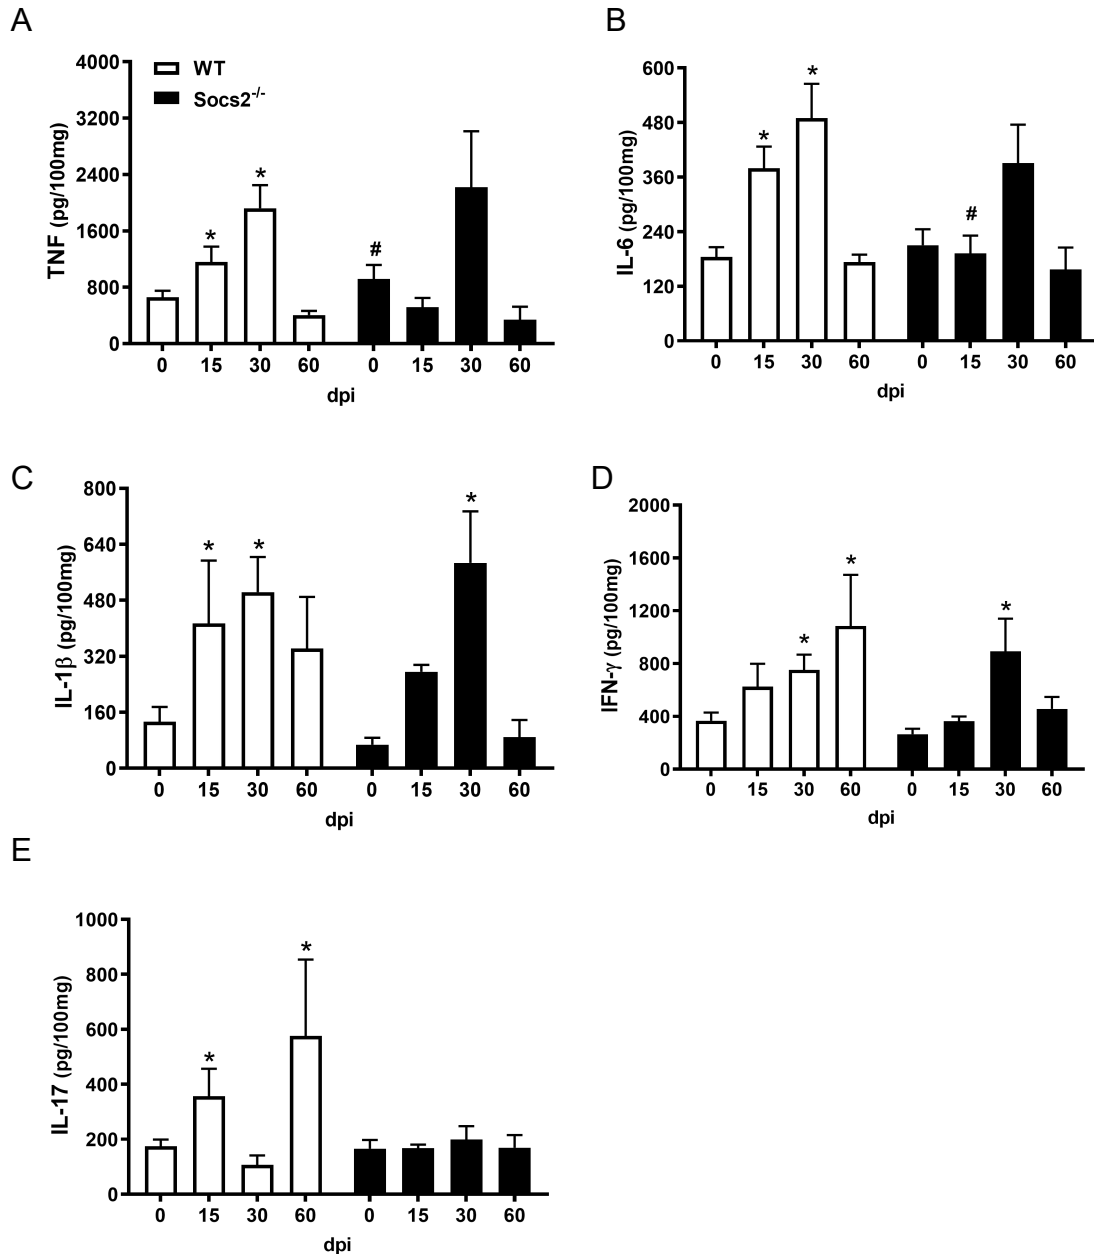 A
TNF (pg/100mg)
4000
3200
2400
1600
800
0
WT
Socs2-/-
* * #
0 15 30 60 0 15 30 60
dpi
B
IL-6 (pg/100mg)
600
480
360
240
120
0
* * #
0 15 30 60 0 15 30 60
dpi
C
IL-1β (pg/100mg)
800
640
480
320
160
0
* * *
0 15 30 60 0 15 30 60
dpi
D
IFN-γ (pg/100mg)
2000
1600
1200
800
400
0
* * *
0 15 30 60 0 15 30 60
dpi
E
IL-17 (pg/100mg)
1000
800
600
400
200
0
* *
0 15 30 60 0 15 30 60
dpi